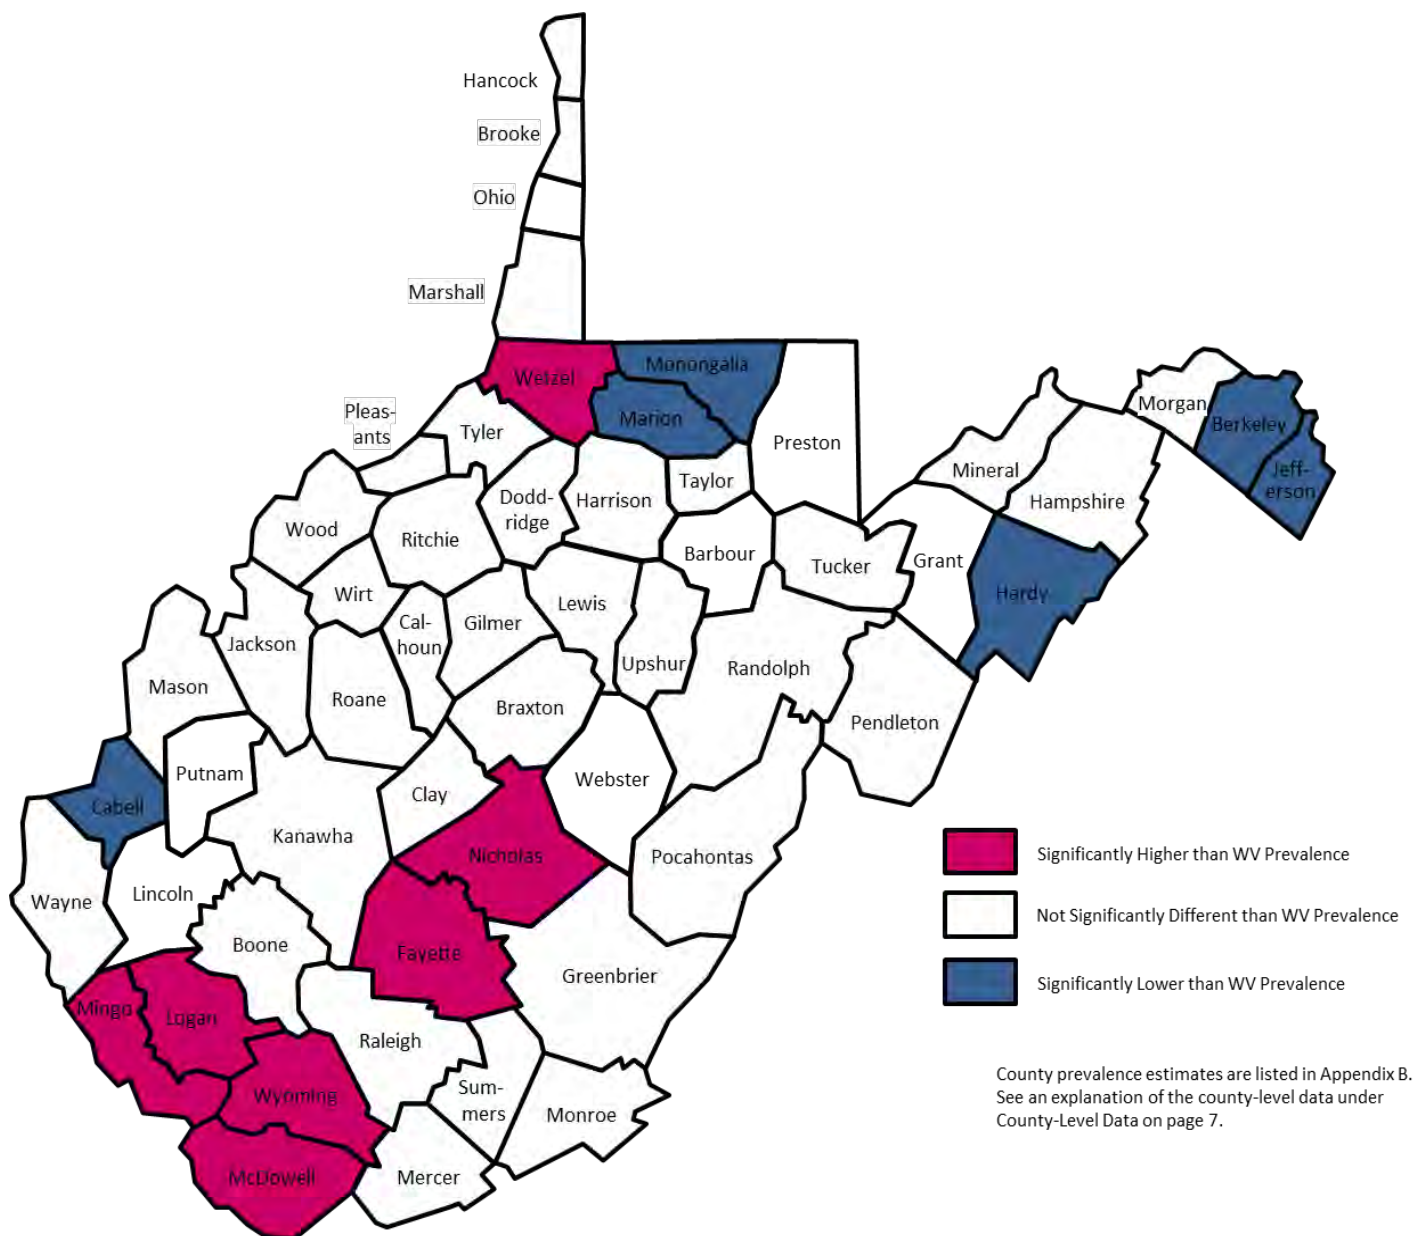 Hancock
Brooke
Ohio
Marshall
Wetzel
Monongalia
Marion
Pleas-
ants
Tyler
Preston
Morgan
Berkeley
Jeff-
erson
Mineral
Hampshire
Wood
Ritchie
Dodd-
ridge
Harrison
Taylor
Barbour
Tucker
Grant
Hardy
Wirt
Cal-
houn
Gilmer
Lewis
Upshur
Randolph
Jackson
Mason
Roane
Braxton
Pendleton
Putnam
Cabell
Clay
Webster
Kanawha
Nicholas
Pocahontas
Wayne
Lincoln
Boone
Fayette
Greenbrier
Mingo
Logan
Raleigh
Wyoming
Sum-
mers
Monroe
McDowell
Mercer
Significantly Higher than WV Prevalence
Not Significantly Different than WV Prevalence
Significantly Lower than WV Prevalence
County prevalence estimates are listed in Appendix B.
See an explanation of the county-level data under
County-Level Data on page 7.